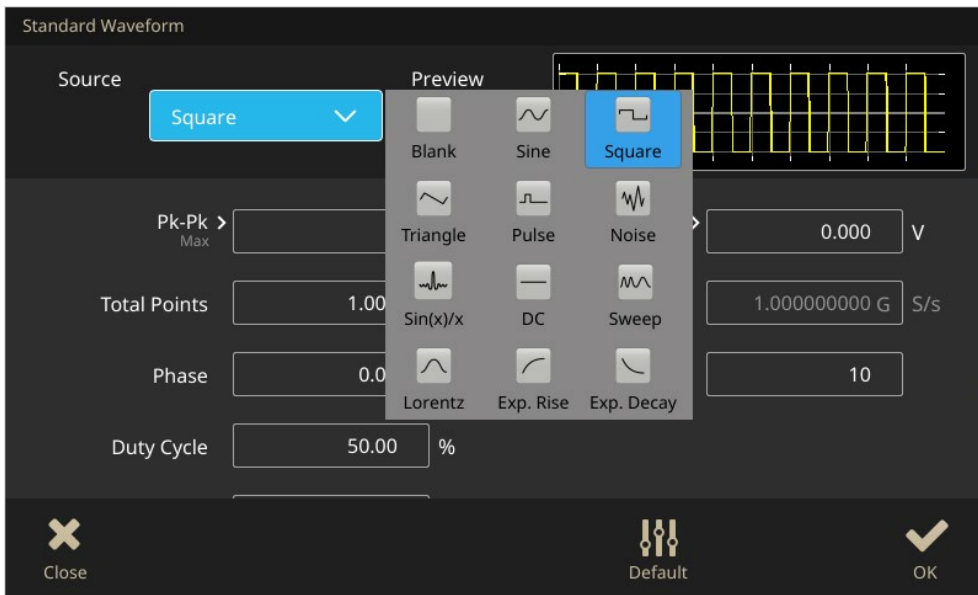 Standard Waveform
Source
Preview
Square
Blank
Sine
Square
Triangle
Pulse
Noise
Sin(x)/x
DC
Sweep
Lorentz
Exp. Rise
Exp. Decay
Pk-Pk
Max
0.000 V
Total Points
1.00
1.000000000 G S/s
Phase
0.0
10
Duty Cycle
50.00 %
Close
Default
OK